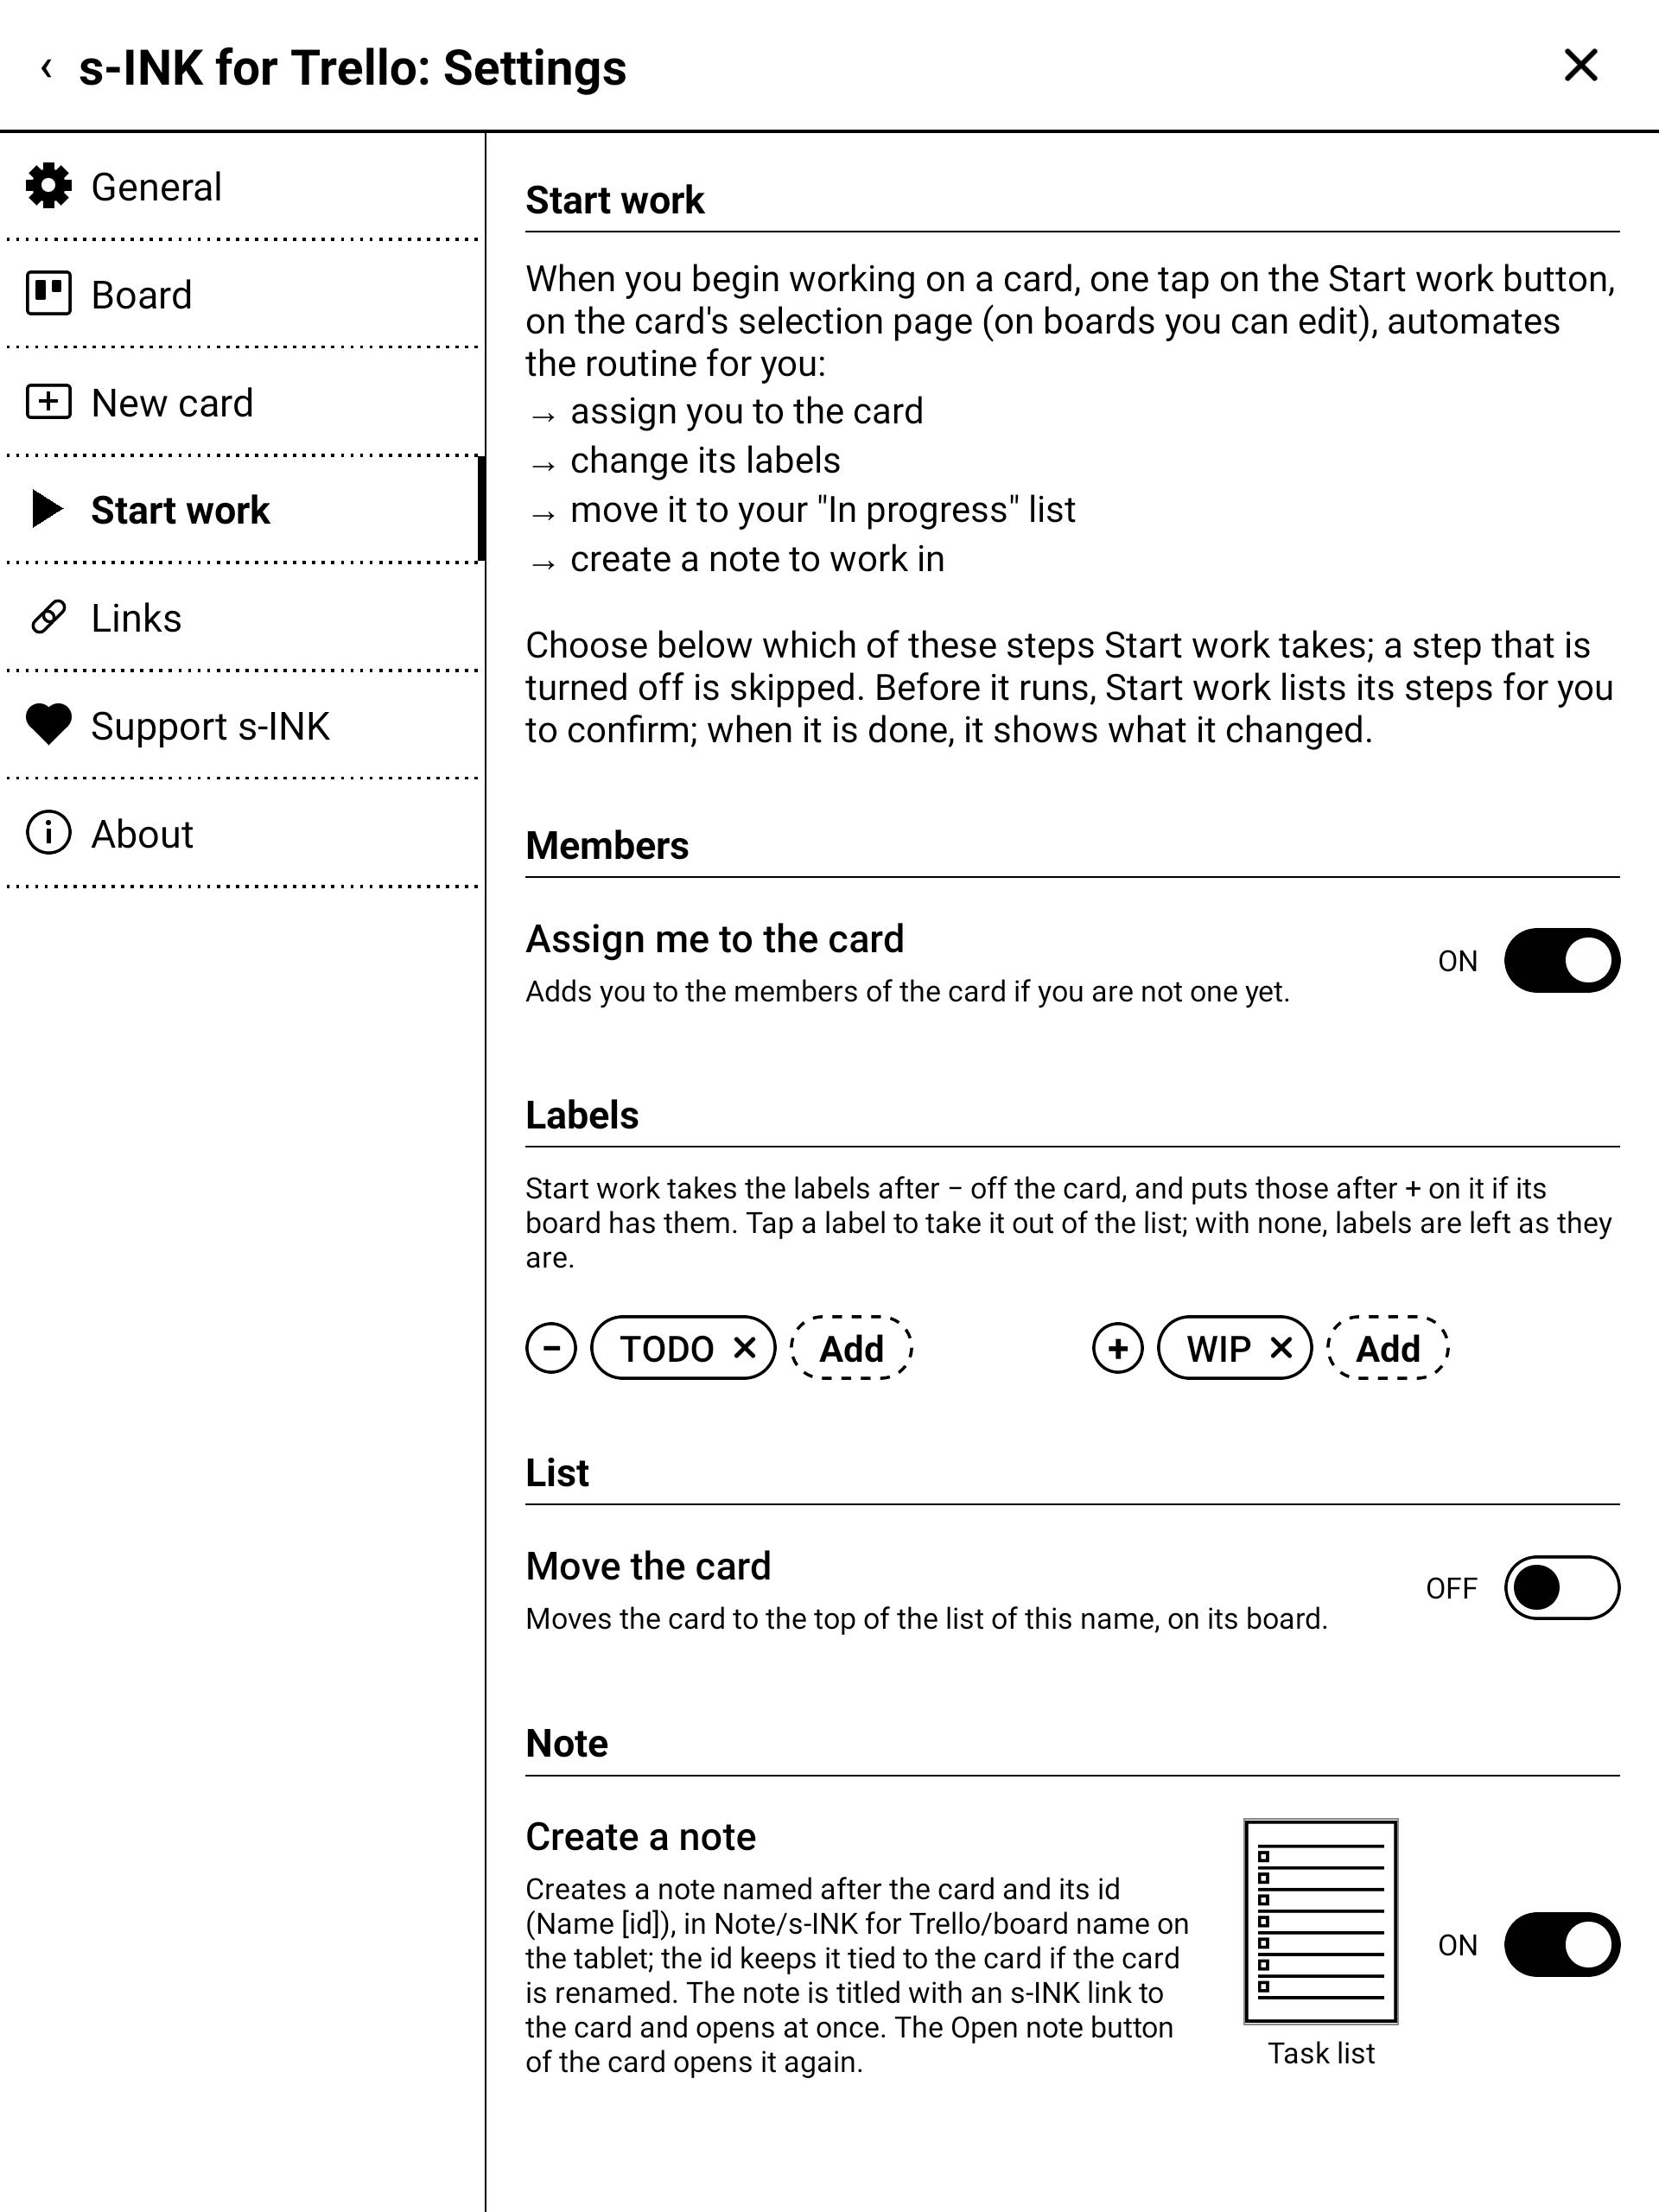 ‹ s-INK for Trello: Settings ✕
General
Board
New card
Start work
Links
Support s-INK
About
Start work
When you begin working on a card, one tap on the Start work button,
on the card's selection page (on boards you can edit), automates
the routine for you:
→ assign you to the card
→ change its labels
→ move it to your "In progress" list
→ create a note to work in
Choose below which of these steps Start work takes; a step that is
turned off is skipped. Before it runs, Start work lists its steps for you
to confirm; when it is done, it shows what it changed.
Members
Assign me to the card
Adds you to the members of the card if you are not one yet.
ON
Labels
Start work takes the labels after − off the card, and puts those after + on it if its
board has them. Tap a label to take it out of the list; with none, labels are left as they
are.
− TODO ✕ Add + WIP ✕ Add
List
Move the card
Moves the card to the top of the list of this name, on its board.
OFF
Note
Create a note
Creates a note named after the card and its id
(Name [id]), in Note/s-INK for Trello/board name on
the tablet; the id keeps it tied to the card if the card
is renamed. The note is titled with an s-INK link to
the card and opens at once. The Open note button
of the card opens it again.
Task list
ON